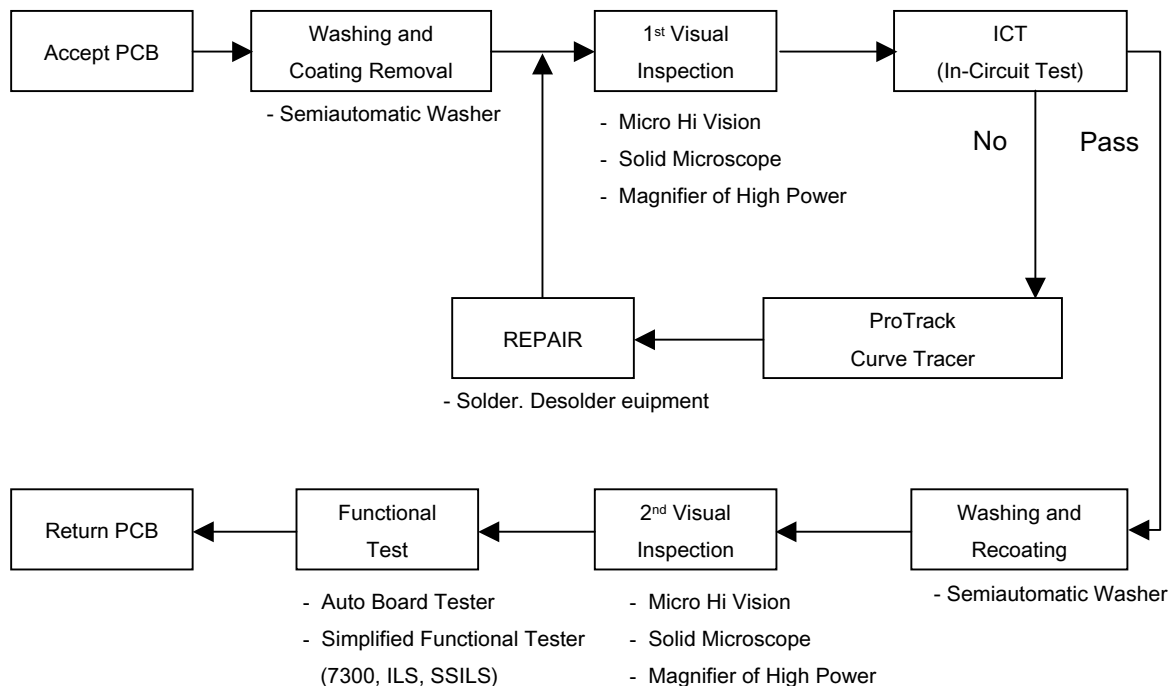 Accept PCB
Washing and
Coating Removal
- Semiautomatic Washer
1st Visual
Inspection
- Micro Hi Vision
- Solid Microscope
- Magnifier of High Power
ICT
(In-Circuit Test)
No
Pass
ProTrack
Curve Tracer
REPAIR
- Solder. Desolder euipment
Washing and
Recoating
- Semiautomatic Washer
2nd Visual
Inspection
- Micro Hi Vision
- Solid Microscope
- Magnifier of High Power
Functional
Test
- Auto Board Tester
- Simplified Functional Tester
(7300, ILS, SSILS)
Return PCB